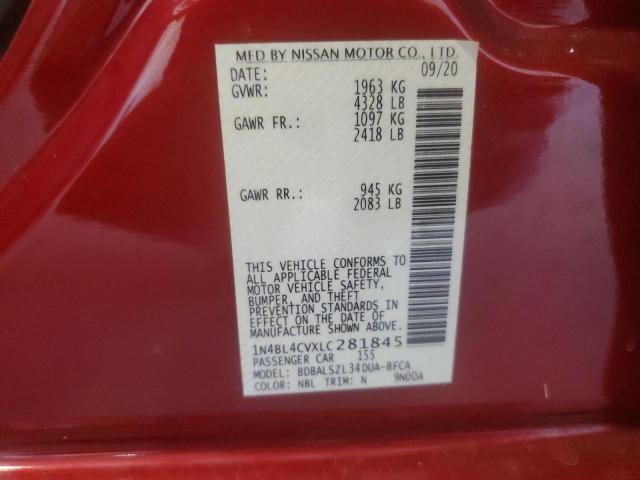 MFD BY NISSAN MOTOR CO., LTD.
DATE: 09/20
GVWR: 1963 KG
4328 LB
GAWR FR.: 1097 KG
2418 LB
GAWR RR.: 945 KG
2083 LB
THIS VEHICLE CONFORMS TO
ALL APPLICABLE FEDERAL
MOTOR VEHICLE SAFETY,
BUMPER, AND THEFT
PREVENTION STANDARDS IN
EFFECT ON THE DATE OF
MANUFACTURE SHOWN ABOVE.
1N4BL4CVXLC281845
PASSENGER CAR 155
MODEL: BDBALSZL34DUA-BFCA
COLOR: NBL TRIM: N 9N00A